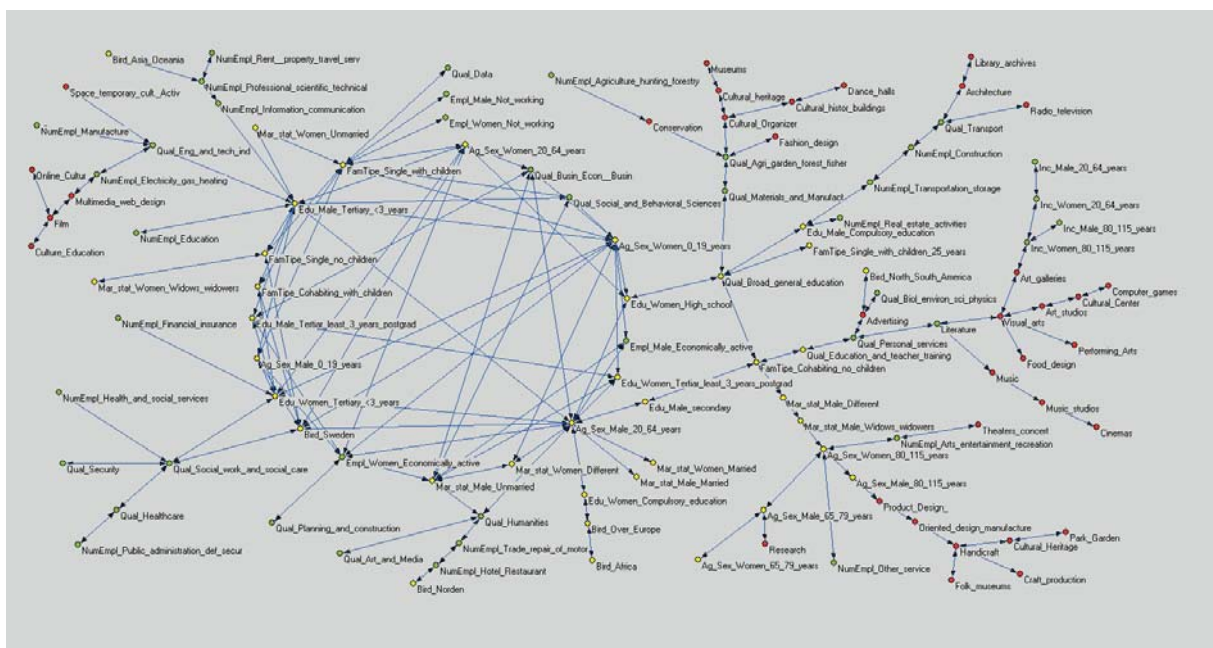 Bird_Asia_Oceania
NumEmpl_Rent__property_travel_serv
Space_temporary_cult._Activ
NumEmpl_Professional_scientific_technical
NumEmpl_Information_communication
NumEmpl_Manufacture
Mar_stat_Women_Unmarried
Qual_Eng_and_tech_ind
Online_Cultur
NumEmpl_Electricity_gas_heating
Multimedia_web_design
Film
Culture_Education
NumEmpl_Education
Qual_Data
Empl_Male_Not_working
Empl_Women_Not_working
FamTipe_Single_with_children
Ag_Sex_Women_20_64_years
Qual_Busin_Econ__Busin
Qual_Social_and_Behavioral_Sciences
Edu_Male_Tertiary_<3_years
Ag_Sex_Women_0_19_years
FamTipe_Single_no_children
Mar_stat_Women_Widows_widowers
FamTipe_Cohabiting_with_children
Edu_Women_High_school
NumEmpl_Financial_insurance
Edu_Male_Tertiar_least_3_years_postgrad
Empl_Male_Economically_active
Ag_Sex_Male_0_19_years
Edu_Women_Tertiar_least_3_years_postgrad
NumEmpl_Health_and_social_services
Edu_Women_Tertiary_<3_years
Edu_Male_secondary
Bird_Sweden
Ag_Sex_Male_20_64_years
Qual_Security
Qual_Social_work_and_social_care
Empl_Women_Economically_active
Mar_stat_Women_Different
Mar_stat_Women_Married
Mar_stat_Male_Married
Mar_stat_Male_Unmarried
Edu_Women_Compulsory_education
Qual_Healthcare
Qual_Planning_and_construction
Qual_Humanities
Bird_Over_Europe
NumEmpl_Public_administration_def_secur
Qual_Art_and_Media
NumEmpl_Trade_repair_of_motor
NumEmpl_Hotel_Restaurant
Bird_Africa
Bird_Norden
NumEmpl_Agriculture_hunting_forestry
Museums
Cultural_heritage
Dance_halls
Cultural_histor_buildings
Conservation
Cultural_Organizer
Fashion_design
Qual_Agri_garden_forest_fisher
Qual_Materials_and_Manufact
Library_archives
Architecture
Radio_television
Qual_Transport
NumEmpl_Construction
NumEmpl_Transportation_storage
NumEmpl_Real_estate_activities
Edu_Male_Compulsory_education
FamTipe_Single_with_children_25_years
Qual_Broad_general_education
Inc_Male_20_64_years
Inc_Women_20_64_years
Inc_Male_80_115_years
Inc_Women_80_115_years
Bird_North_South_America
Art_galleries
Qual_Biol_environ_sci_physics
Computer_games
Cultural_Center
Art_studios
Advertising
Literature
Visual_arts
Qual_Personal_services
Performing_Arts
Qual_Education_and_teacher_training
Food_design
FamTipe_Cohabiting_no_children
Music
Mar_stat_Male_Different
Music_studios
Mar_stat_Male_Widows_widowers
Theaters_concert
Cinemas
NumEmpl_Arts_entertainment_recreation
Ag_Sex_Women_80_115_years
Ag_Sex_Male_80_115_years
Product_Design_
Ag_Sex_Male_65_79_years
Oriented_design_manufacture
Park_Garden
Research
Handicraft
Cultural_Heritage
Ag_Sex_Women_65_79_years
NumEmpl_Other_service
Craft_production
Folk_museums